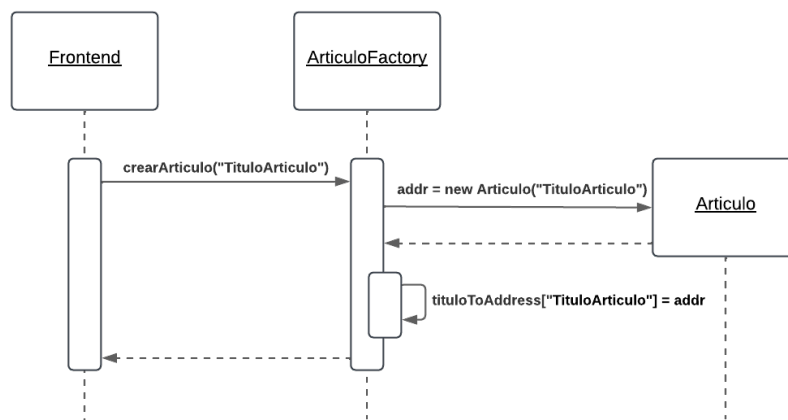 Frontend
ArticuloFactory
crearArticulo("TituloArticulo")
addr = new Articulo("TituloArticulo")
Articulo
tituloToAddress["TituloArticulo"] = addr